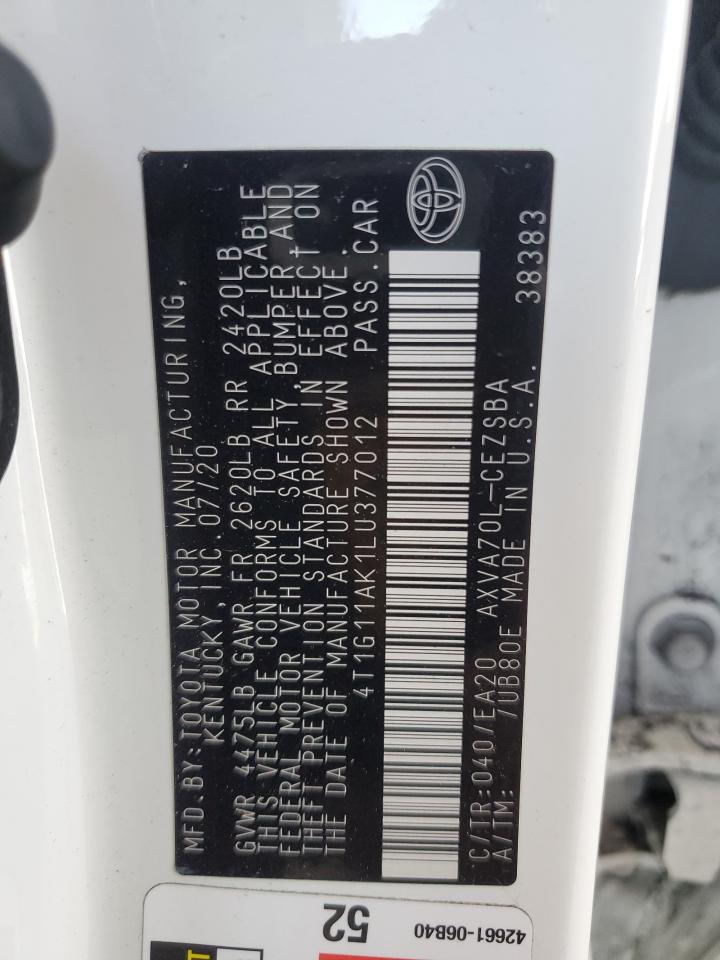 MFD.BY:TOYOTA MOTOR MANUFACTURING,
KENTUCKY,INC 07/20
GVWR 4475LB GAWR FR 2620LB RR 2420LB
THIS VEHICLE CONFORMS TO ALL APPLICABLE
FEDERAL MOTOR VEHICLE SAFETY,BUMPER,AND
THEFT PREVENTION STANDARDS IN EFFECT ON
THE DATE OF MANUFACTURE SHOWN ABOVE.
4T1G11AK1LU377012 PASS.CAR
C/TR:040/EA20 AXVA70L-CEZSBA
A/TM: /UB80E MADE IN U.S.A. 38383
52
42661-06B40